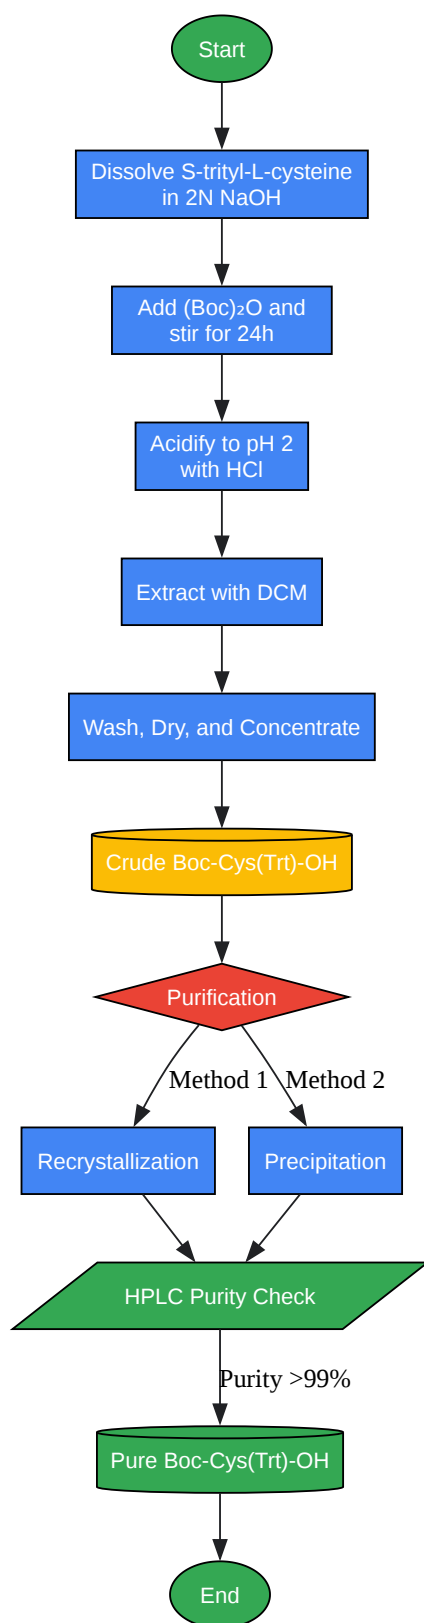 Start
Dissolve S-trityl-L-cysteine
in 2N NaOH
Add (Boc)₂O and
stir for 24h
Acidify to pH 2
with HCl
Extract with DCM
Wash, Dry, and Concentrate
Crude Boc-Cys(Trt)-OH
Purification
Method 1
Method 2
Recrystallization
Precipitation
HPLC Purity Check
Purity >99%
Pure Boc-Cys(Trt)-OH
End